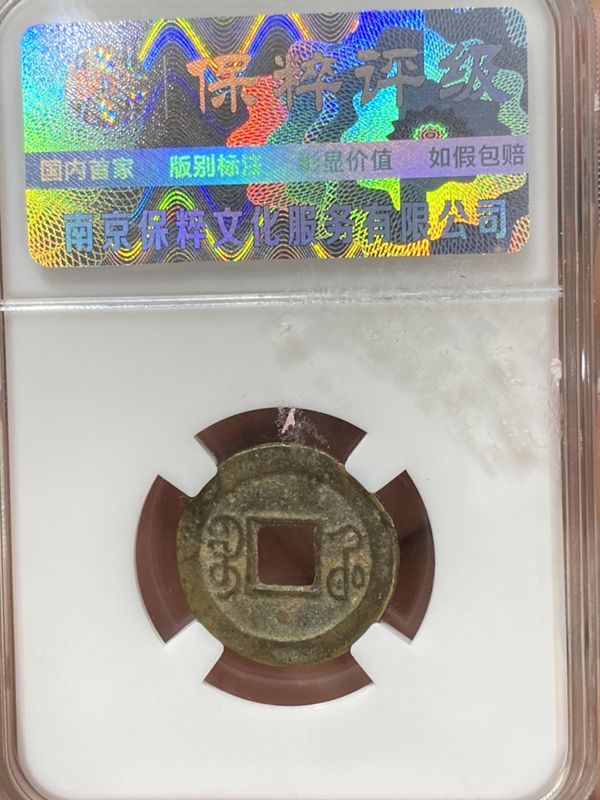 保粹评级
国内首家 版别标注 彰显价值 如假包赔
南京保粹文化服务有限公司